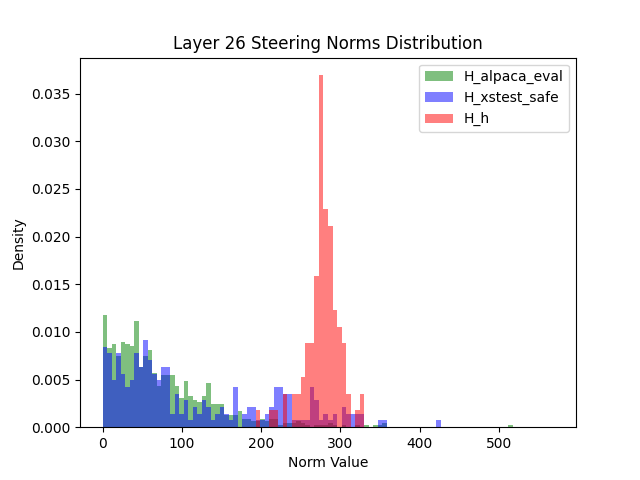 Layer 26 Steering Norms Distribution
H_alpaca_eval
H_xstest_safe
H_h
0.035
0.030
0.025
0.020
0.015
0.010
0.005
0.000
Density
0
100
200
300
400
500
Norm Value